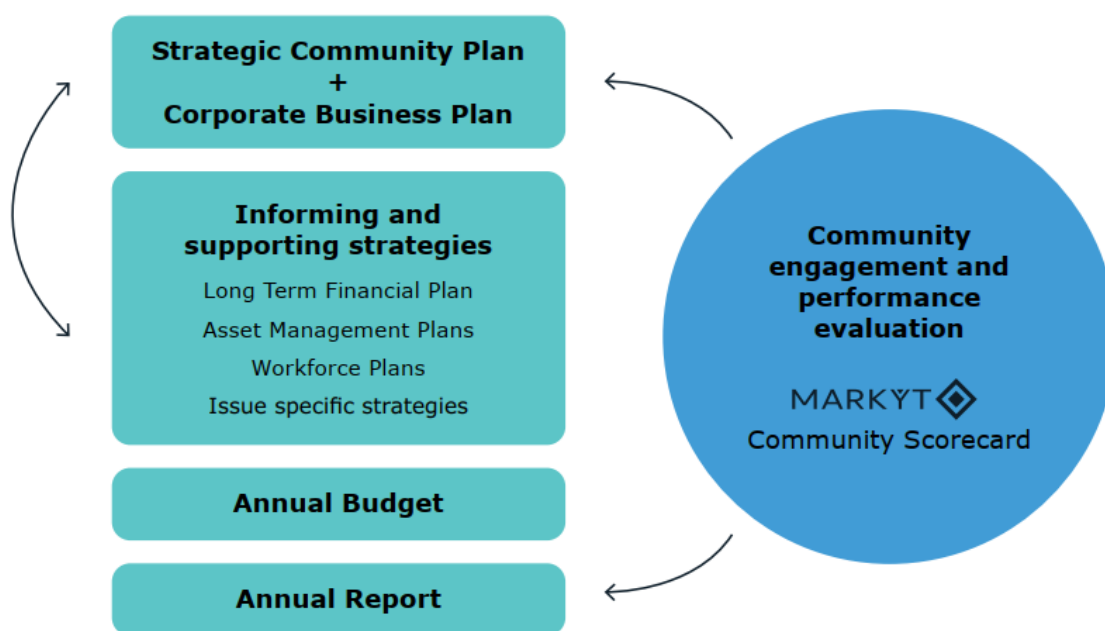 Strategic Community Plan
+
Corporate Business Plan
Informing and
supporting strategies
Long Term Financial Plan
Asset Management Plans
Workforce Plans
Issue specific strategies
Annual Budget
Annual Report
Community
engagement and
performance
evaluation
MARKYT
Community Scorecard